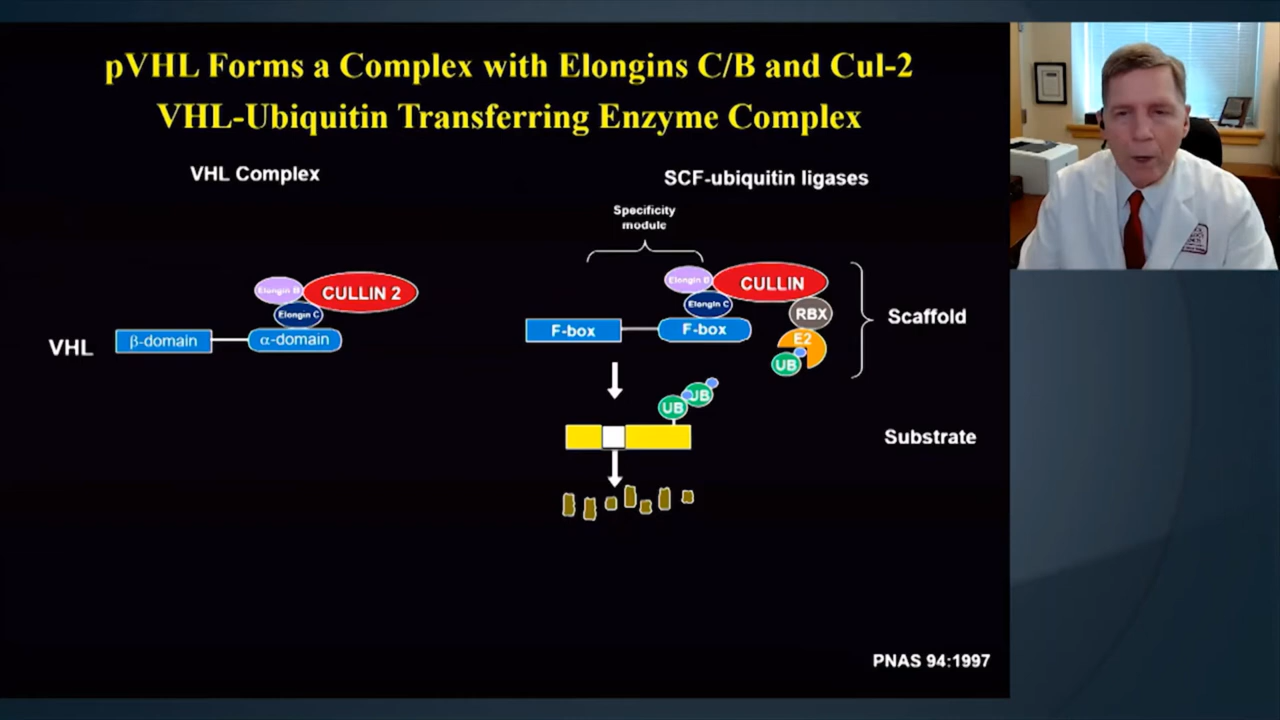 pVHL Forms a Complex with Elongins C/B and Cul-2
VHL-Ubiquitin Transferring Enzyme Complex
VHL Complex
SCF-ubiquitin ligases
Specificity
module
Elongin B
CULLIN 2
Elongin C
VHL
β-domain
α-domain
Elongin B
CULLIN
Elongin C
RBX
F-box
F-box
E2
UB
Scaffold
UB
UB
Substrate
PNAS 94:1997